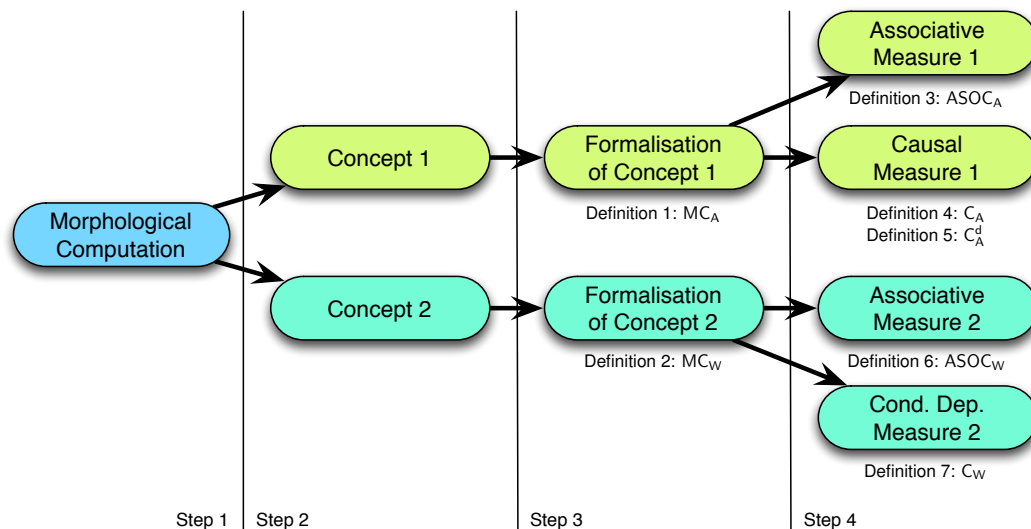 Associative
Measure 1
Definition 3: ASOC_A
Concept 1
Formalisation
of Concept 1
Causal
Measure 1
Definition 1: MC_A
Definition 4: C_A
Definition 5: C_A^d
Morphological
Computation
Concept 2
Formalisation
of Concept 2
Associative
Measure 2
Definition 2: MC_W
Definition 6: ASOC_W
Cond. Dep.
Measure 2
Definition 7: C_W
Step 1
Step 2
Step 3
Step 4